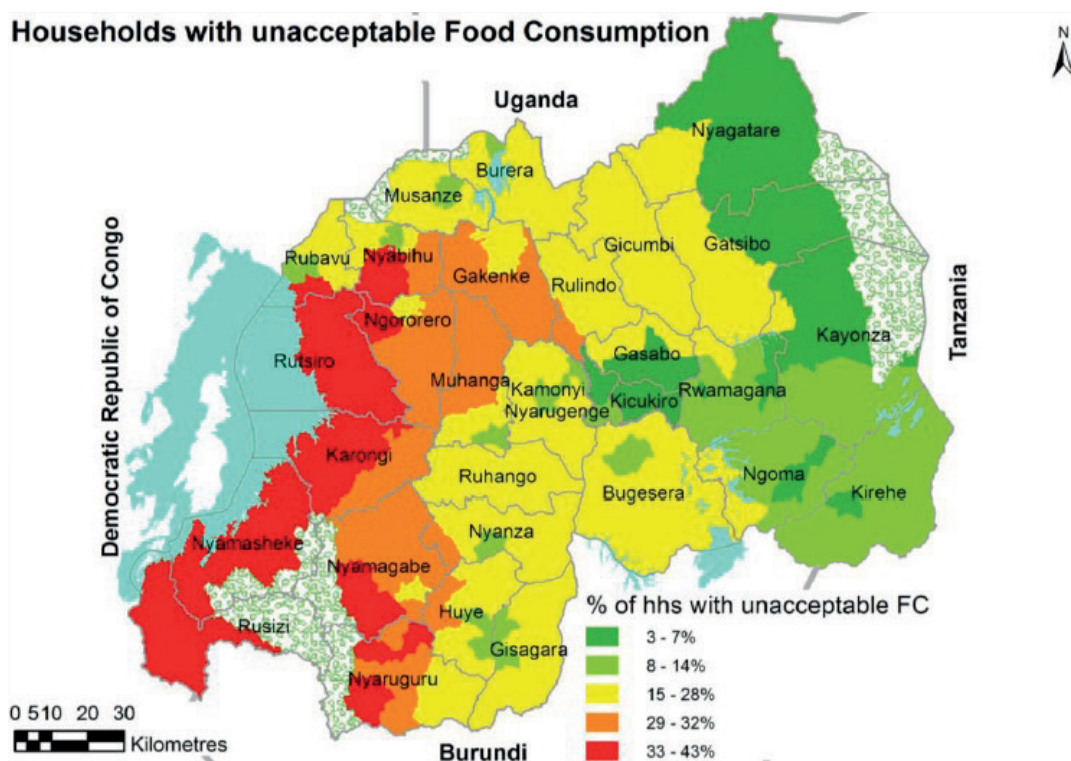 Households with unacceptable Food Consumption
N
Uganda
Nyagatare
Burera
Musanze
Democratic Republic of Congo
Rubavu
Nyabihu
Gakenke
Gicumbi
Gatsibo
Rulindo
Ngororero
Kayonza
Tanzania
Rutsiro
Gasabo
Muhanga
Kamonyi
Rwamagana
Kicukiro
Nyarugenge
Karongi
Ruhango
Bugesera
Ngoma
Kirehe
Nyanza
Nyamasheke
Nyamagabe
Huye
Rusizi
Gisagara
Nyaruguru
% of hhs with unacceptable FC
3 - 7%
8 - 14%
15 - 28%
29 - 32%
33 - 43%
0 5 10 20 30
Kilometres
Burundi